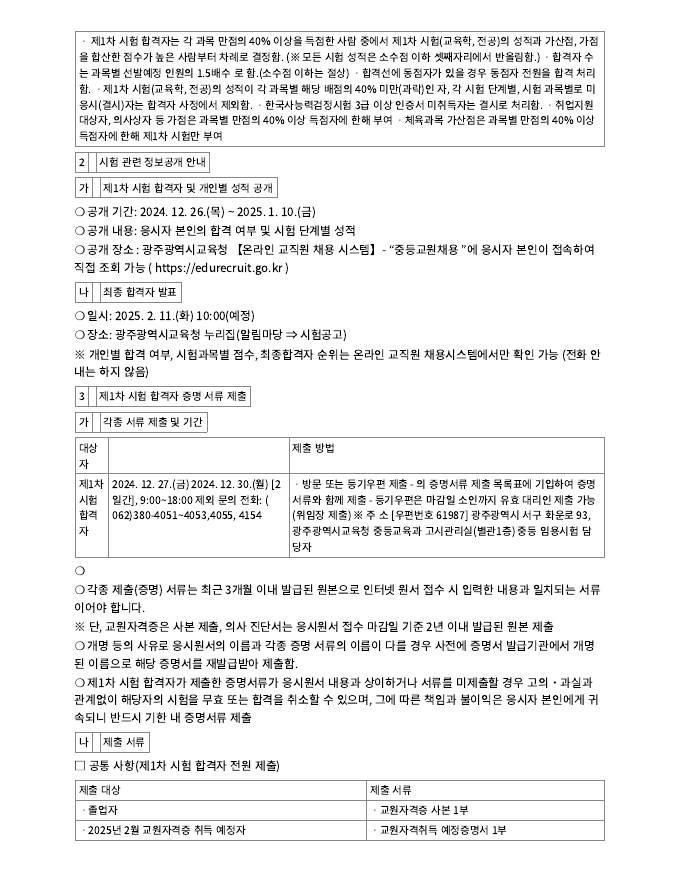 · 제1차 시험 합격자는 각 과목 만점의 40% 이상을 득점한 사람 중에서 제1차 시험(교육학, 전공)의 성적과 가산점, 가점
을 합산한 점수가 높은 사람부터 차례로 결정함. (※ 모든 시험 성적은 소수점 이하 셋째자리에서 반올림함.) · 합격자 수
는 과목별 선발예정 인원의 1.5배수 로 함.(소수점 이하는 절상) · 합격선에 동점자가 있을 경우 동점자 전원을 합격 처리
함. · 제1차 시험(교육학, 전공)의 성적이 각 과목별 해당 배점의 40% 미만(과락)인 자, 각 시험 단계별, 시험 과목별로 미
응시(결시)자는 합격자 사정에서 제외함. · 한국사능력검정시험 3급 이상 인증서 미취득자는 결시로 처리함. · 취업지원
대상자, 의사상자 등 가점은 과목별 만점의 40% 이상 득점자에 한해 부여 · 체육과목 가산점은 과목별 만점의 40% 이상
득점자에 한해 제1차 시험만 부여
2 시험 관련 정보공개 안내
가 제1차 시험 합격자 및 개인별 성적 공개
❍ 공개 기간: 2024. 12. 26.(목) ~ 2025. 1. 10.(금)
❍ 공개 내용: 응시자 본인의 합격 여부 및 시험 단계별 성적
❍ 공개 장소 : 광주광역시교육청 【온라인 교직원 채용 시스템】 - “중등교원채용 ”에 응시자 본인이 접속하여
직접 조회 가능 ( https://edurecruit.go.kr )
나 최종 합격자 발표
❍ 일시: 2025. 2. 11.(화) 10:00(예정)
❍ 장소: 광주광역시교육청 누리집(알림마당 ⇒ 시험공고)
※ 개인별 합격 여부, 시험과목별 점수, 최종합격자 순위는 온라인 교직원 채용시스템에서만 확인 가능 (전화 안
내는 하지 않음)
3 제1차 시험 합격자 증명 서류 제출
가 각종 서류 제출 및 기간
대상
자
제출 방법
제1차
시험
합격
자
2024. 12. 27.(금) 2024. 12. 30.(월) [2
일간], 9:00~18:00 제외 문의 전화: (
062)380-4051~4053,4055, 4154
· 방문 또는 등기우편 제출 - 의 증명서류 제출 목록표에 기입하여 증명
서류와 함께 제출 - 등기우편은 마감일 소인까지 유효 대리인 제출 가능
(위임장 제출) ※ 주 소 [우편번호 61987] 광주광역시 서구 화운로 93,
광주광역시교육청 중등교육과 고시관리실(별관1층) 중등 임용시험 담
당자
❍
❍ 각종 제출(증명) 서류는 최근 3개월 이내 발급된 원본으로 인터넷 원서 접수 시 입력한 내용과 일치되는 서류
이어야 합니다.
※ 단, 교원자격증은 사본 제출, 의사 진단서는 응시원서 접수 마감일 기준 2년 이내 발급된 원본 제출
❍ 개명 등의 사유로 응시원서의 이름과 각종 증명 서류의 이름이 다를 경우 사전에 증명서 발급기관에서 개명
된 이름으로 해당 증명서를 재발급받아 제출함.
❍ 제1차 시험 합격자가 제출한 증명서류가 응시원서 내용과 상이하거나 서류를 미제출할 경우 고의・과실과
관계없이 해당자의 시험을 무효 또는 합격을 취소할 수 있으며, 그에 따른 책임과 불이익은 응시자 본인에게 귀
속되니 반드시 기한 내 증명서류 제출
나 제출 서류
□ 공통 사항(제1차 시험 합격자 전원 제출)
제출 대상 제출 서류
· 졸업자 · 교원자격증 사본 1부
· 2025년 2월 교원자격증 취득 예정자 · 교원자격취득 예정증명서 1부